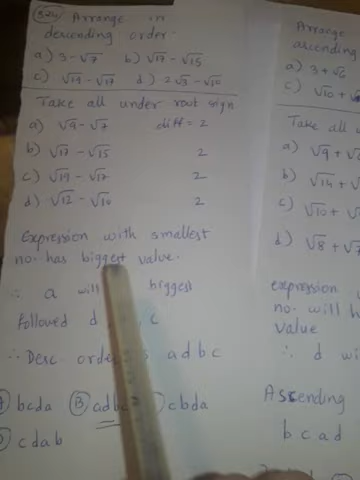 Arrange in
descending order.
a) 3-√7 b) √17-√15
c) √19-√17 d) 2√3-√10
Take all under root sign
a) √9-√7 diff = 2
b) √17-√15 2
c) √19-√17 2
d) √12-√10 2
Expression with smallest
no. has biggest value.
∴ a will biggest
followed d c
∴ Desc. order adbc
bcda (B) adbc cbda
cdab
Arrange
ascending
a) 3+√6
c) √10+
Take all
a) √9+√
b) √14+√
c) √10+
d) √8+√7
expression
no. will h
value
∴ d wi
Ascending
bcad